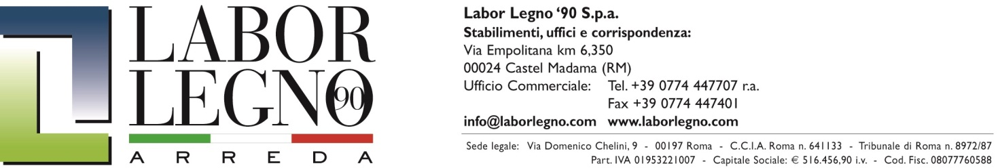 LABOR
LEGNO
90
ARREDA
Labor Legno ‘90 S.p.a.
Stabilimenti, uffici e corrispondenza:
Via Empolitana km 6,350
00024 Castel Madama (RM)
Ufficio Commerciale: Tel. +39 0774 447707 r.a.
Fax +39 0774 447401
info@laborlegno.com www.laborlegno.com
Sede legale: Via Domenico Chelini, 9 - 00197 Roma - C.C.I.A. Roma n. 641133 - Tribunale di Roma n. 8972/87
Part. IVA 01953221007 - Capitale Sociale: € 516.456,90 i.v. - Cod. Fisc. 08077760588